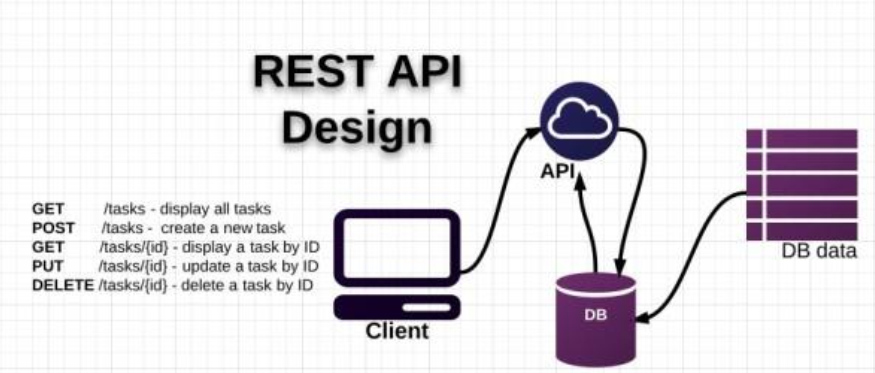 REST API
Design
API
GET /tasks - display all tasks
POST /tasks - create a new task
GET /tasks/{id} - display a task by ID
PUT /tasks/{id} - update a task by ID
DELETE /tasks/{id} - delete a task by ID
DB data
DB
Client